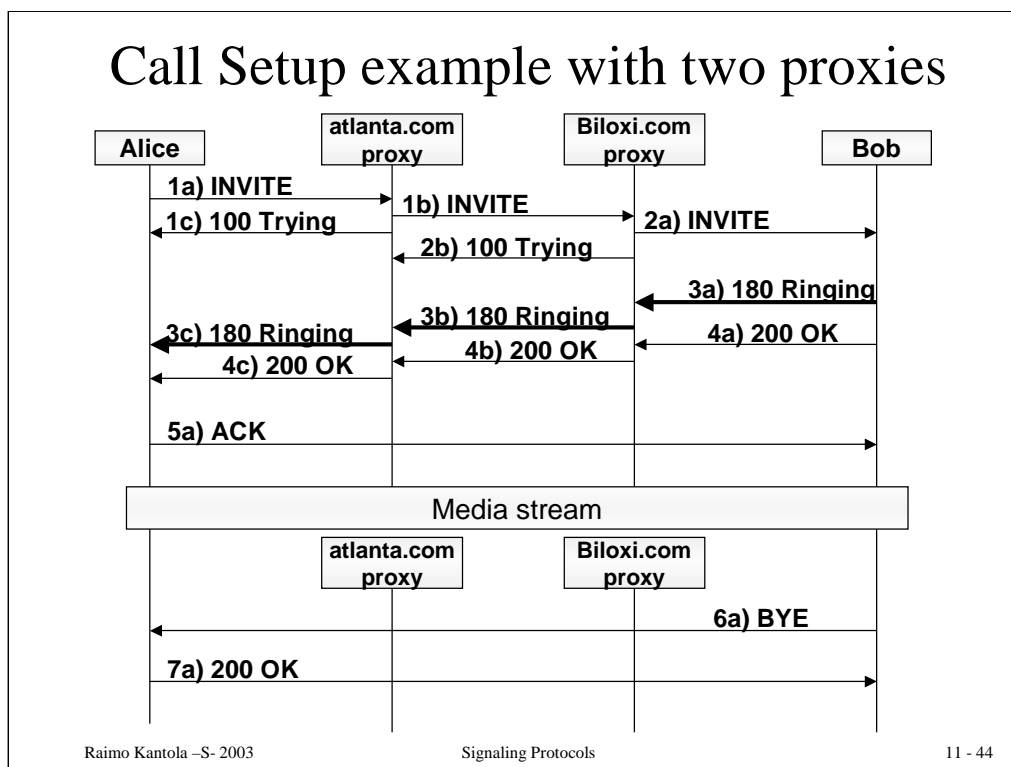 Call Setup example with two proxies
Alice
atlanta.com
proxy
Biloxi.com
proxy
Bob
1a) INVITE
1b) INVITE
1c) 100 Trying
2a) INVITE
2b) 100 Trying
3a) 180 Ringing
3b) 180 Ringing
3c) 180 Ringing
4a) 200 OK
4b) 200 OK
4c) 200 OK
5a) ACK
Media stream
atlanta.com
proxy
Biloxi.com
proxy
6a) BYE
7a) 200 OK
Raimo Kantola –S- 2003
Signaling Protocols
11 - 44